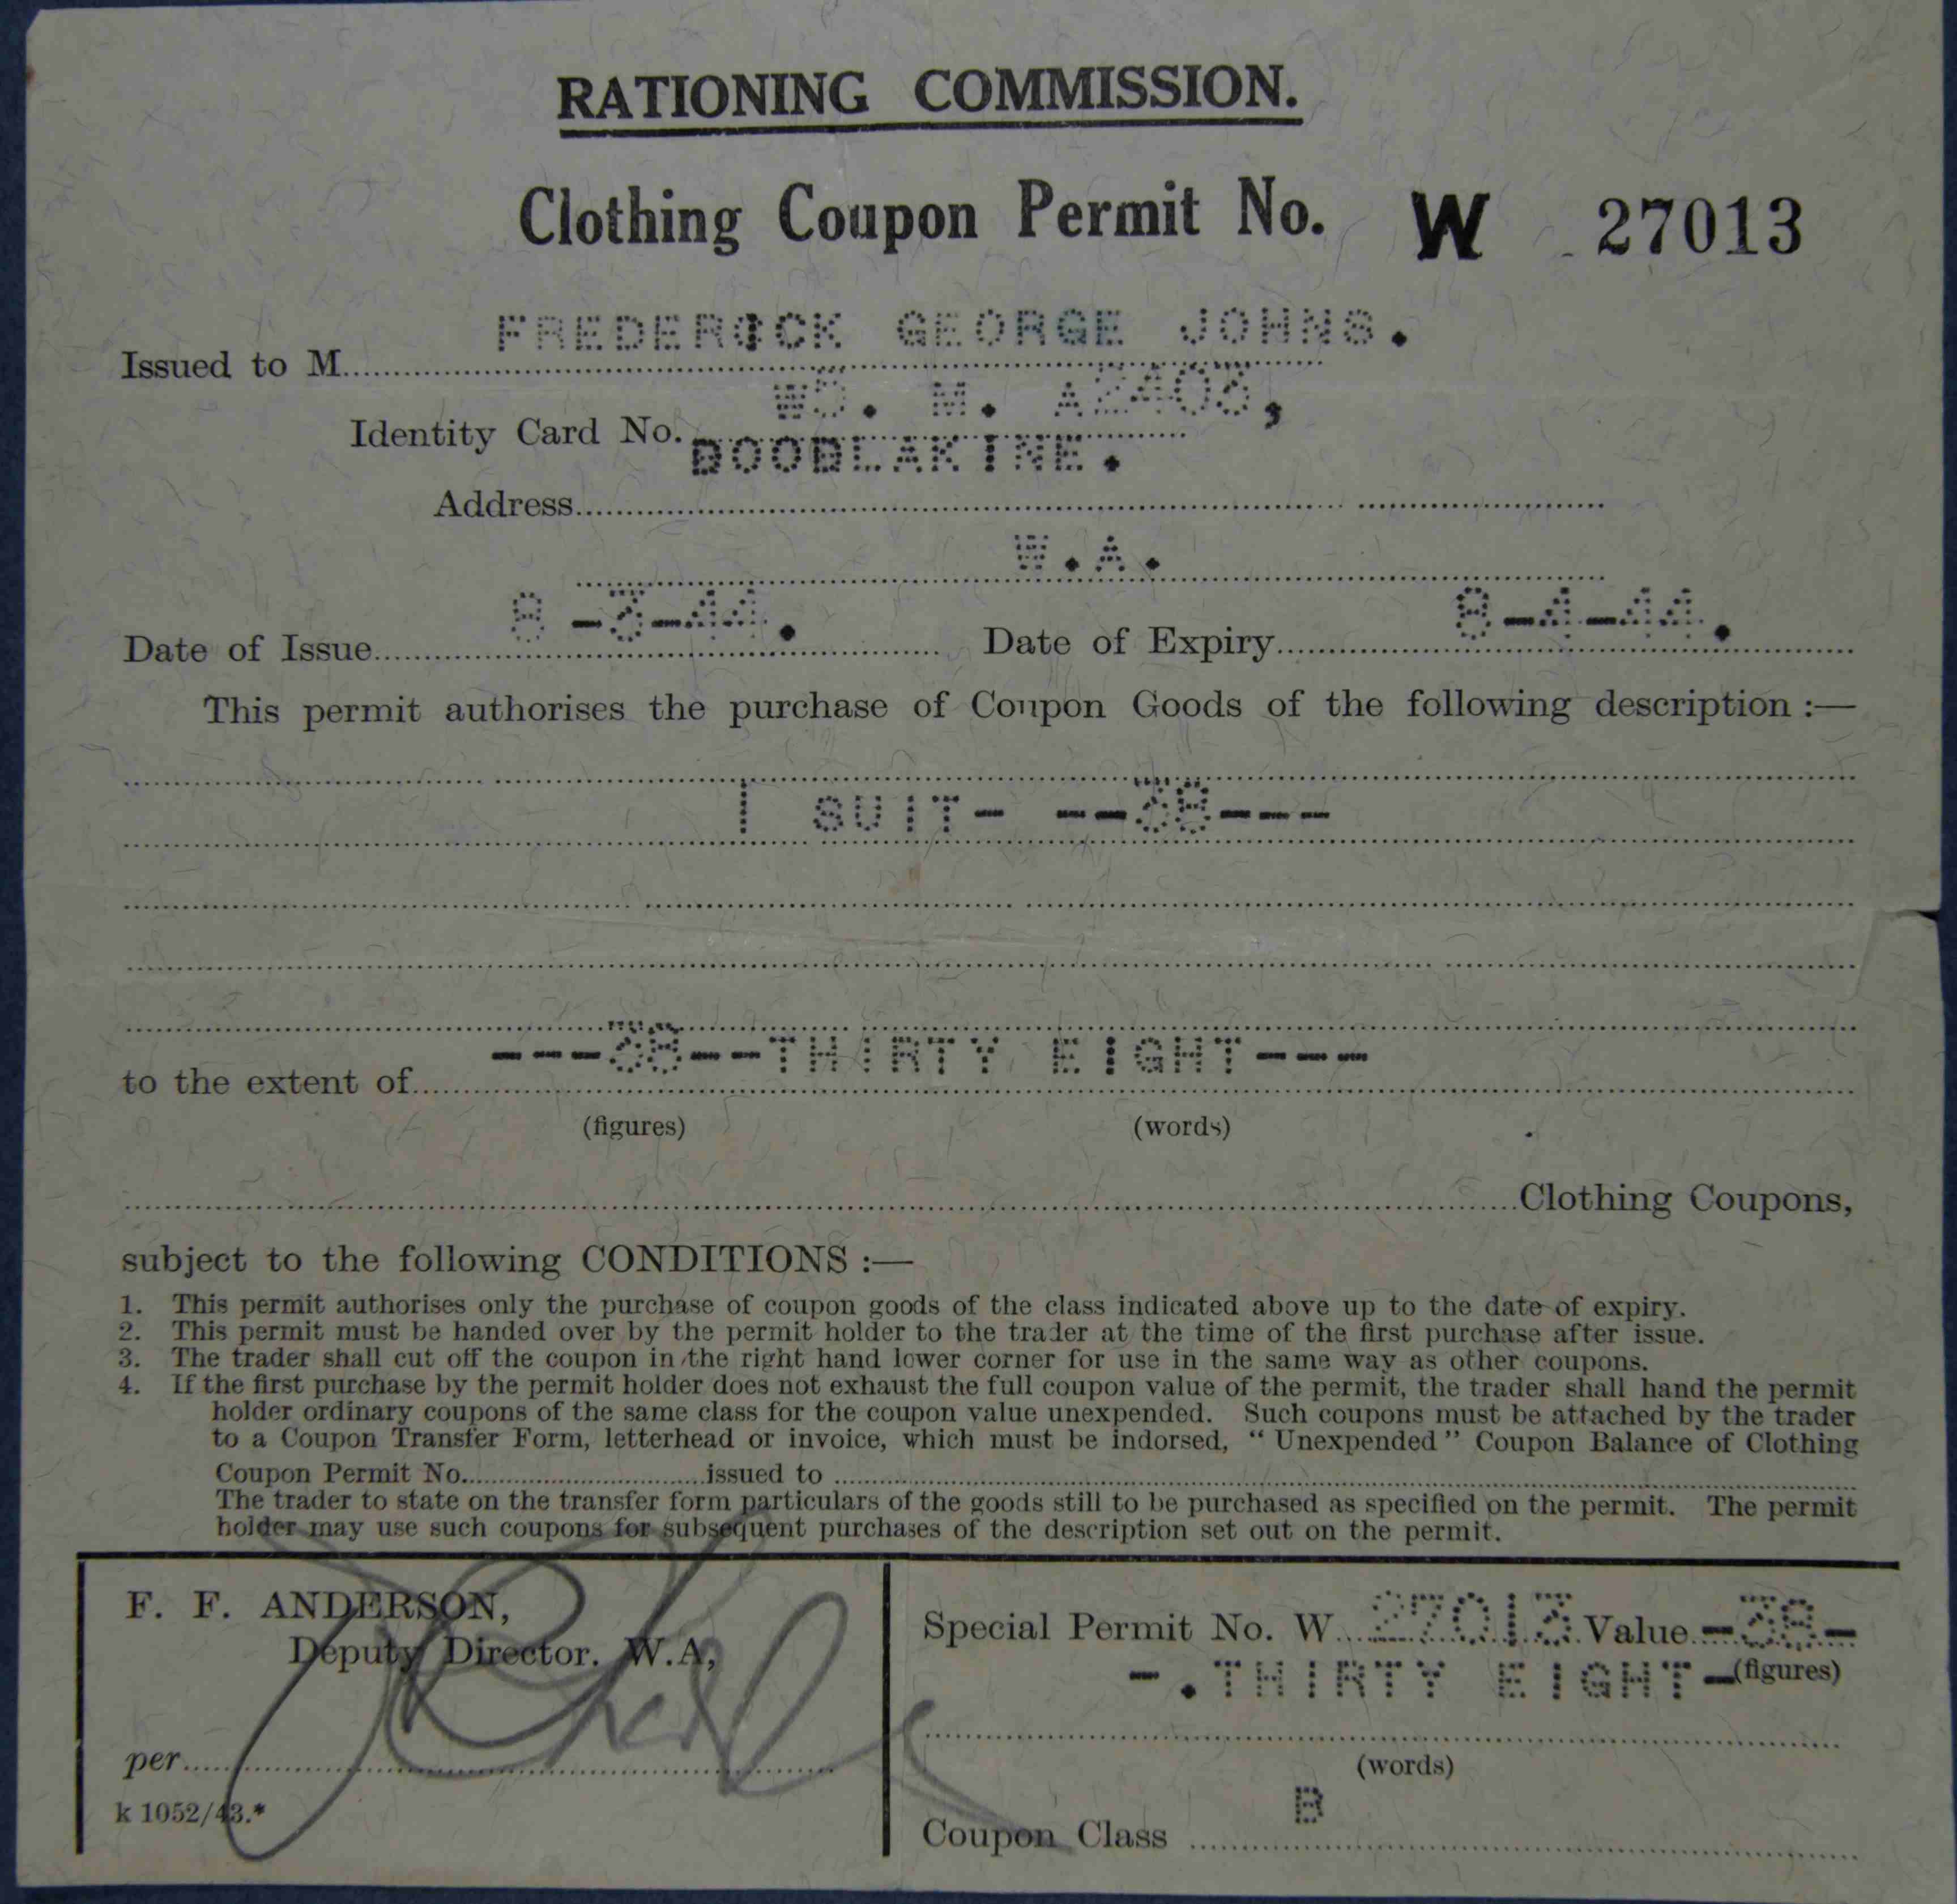 RATIONING COMMISSION.
Clothing Coupon Permit No. W 27013
FREDERICK GEORGE JOHNS.
Issued to M
W5. M. A2403,
Identity Card No.
DOODLAKINE.
Address
W.A.
8-3-44. 8-4-44.
Date of Issue Date of Expiry
This permit authorises the purchase of Coupon Goods of the following description :—
1 SUIT- --38---
---38--THIRTY EIGHT---
to the extent of
(figures) (words)
Clothing Coupons,
subject to the following CONDITIONS :—
1. This permit authorises only the purchase of coupon goods of the class indicated above up to the date of expiry.
2. This permit must be handed over by the permit holder to the trader at the time of the first purchase after issue.
3. The trader shall cut off the coupon in the right hand lower corner for use in the same way as other coupons.
4. If the first purchase by the permit holder does not exhaust the full coupon value of the permit, the trader shall hand the permit
holder ordinary coupons of the same class for the coupon value unexpended. Such coupons must be attached by the trader
to a Coupon Transfer Form, letterhead or invoice, which must be indorsed, “ Unexpended ” Coupon Balance of Clothing
Coupon Permit No. issued to
The trader to state on the transfer form particulars of the goods still to be purchased as specified on the permit. The permit
holder may use such coupons for subsequent purchases of the description set out on the permit.
F. F. ANDERSON,
Deputy Director. W.A,
per
k 1052/43.*
Special Permit No. W 27013 Value -38-
-.THIRTY EIGHT- (figures)
(words)
B
Coupon Class